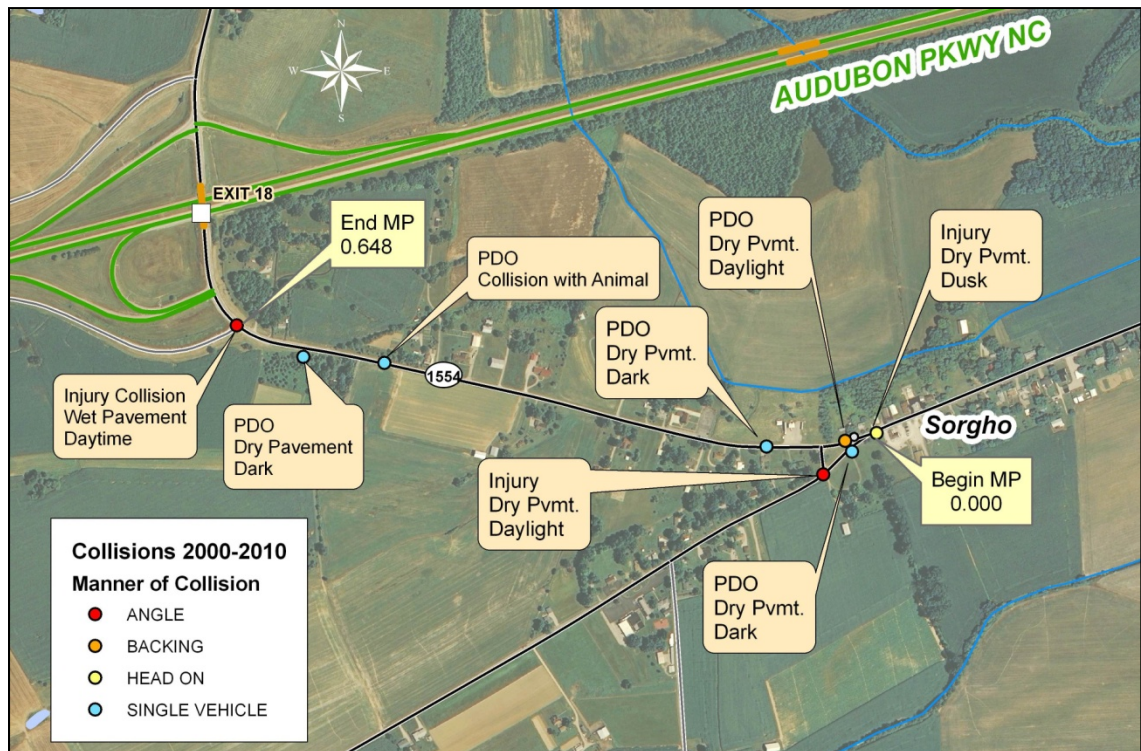 N
W
E
S
AUDUBON PKWY NC
EXIT 18
End MP
0.648
PDO
Collision with Animal
PDO
Dry Pvmt.
Daylight
Injury
Dry Pvmt.
Dusk
PDO
Dry Pvmt.
Dark
1554
Injury Collision
Wet Pavement
Daytime
PDO
Dry Pavement
Dark
Sorgho
Injury
Dry Pvmt.
Daylight
Begin MP
0.000
PDO
Dry Pvmt.
Dark
Collisions 2000-2010
Manner of Collision
ANGLE
BACKING
HEAD ON
SINGLE VEHICLE